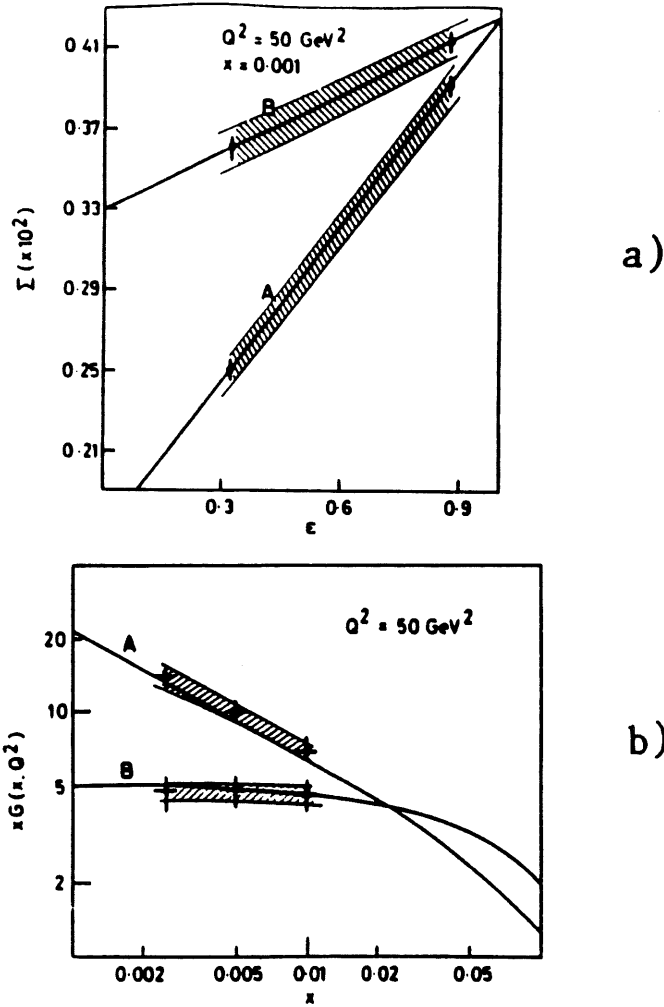 0·41
Q² = 50 GeV²
x = 0·001
B
0·37
0·33
Σ (×10²)
0·29
A
0·25
0·21
0·3 0·6 0·9
ε
a)
Q² = 50 GeV²
20
A
10
xG(x,Q²)
B
5
2
0·002 0·005 0·01 0·02 0·05
x
b)